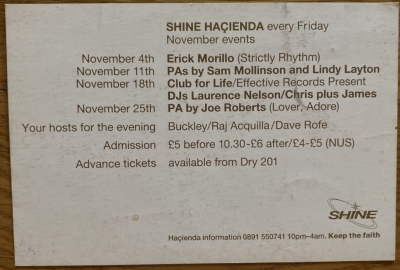 SHINE HAÇIENDA every Friday
November events
November 4th Erick Morillo (Strictly Rhythm)
November 11th PAs by Sam Mollinson and Lindy Layton
November 18th Club for Life/Effective Records Present
DJs Laurence Nelson/Chris plus James
November 25th PA by Joe Roberts (Lover, Adore)
Your hosts for the evening Buckley/Raj Acquilla/Dave Rofe
Admission £5 before 10.30-£6 after/£4-£5 (NUS)
Advance tickets available from Dry 201
SHINE
Haçienda information 0891 550741 10pm–4am. Keep the faith